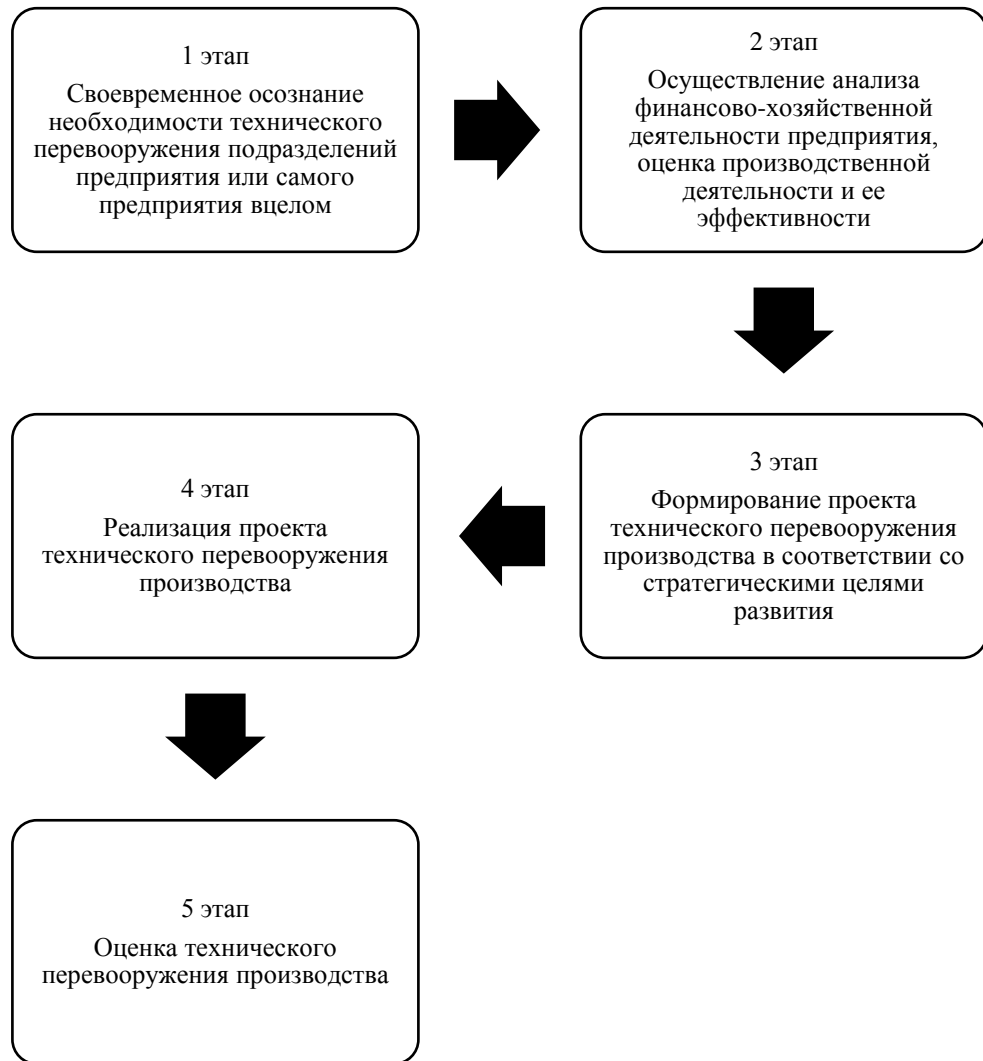 1 этап
Своевременное осознание
необходимости технического
перевооружения подразделений
предприятия или самого
предприятия вцелом
2 этап
Осуществление анализа
финансово-хозяйственной
деятельности предприятия,
оценка производственной
деятельности и ее
эффективности
3 этап
Формирование проекта
технического перевооружения
производства в соответствии со
стратегическими целями
развития
4 этап
Реализация проекта
технического перевооружения
производства
5 этап
Оценка технического
перевооружения производства